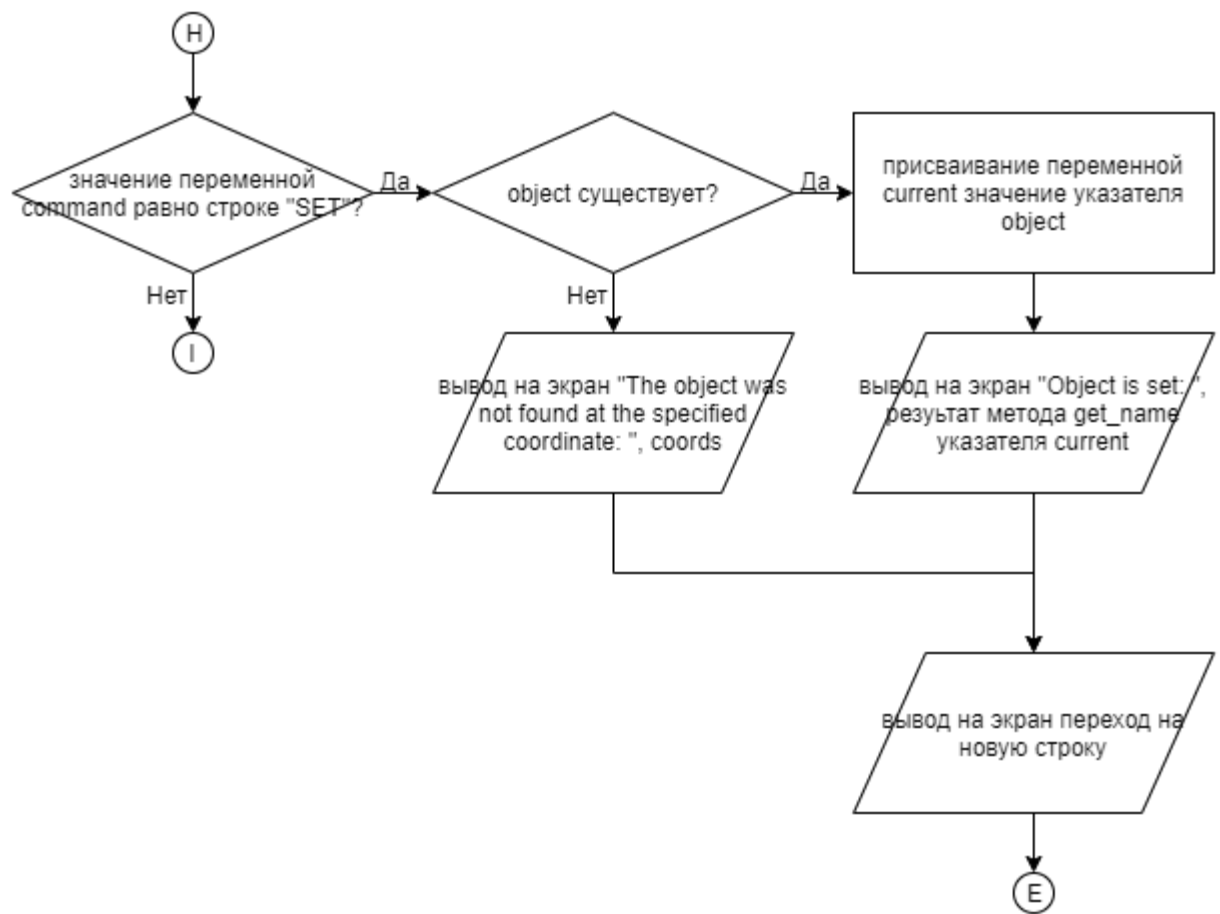 H
значение переменной
command равно строке "SET"?
Да
object существует?
Да
присваивание переменной
current значение указателя
object
Нет
I
Нет
вывод на экран "The object was
not found at the specified
coordinate: ", coords
вывод на экран "Object is set: ",
резуьтат метода get_name
указателя current
вывод на экран переход на
новую строку
E